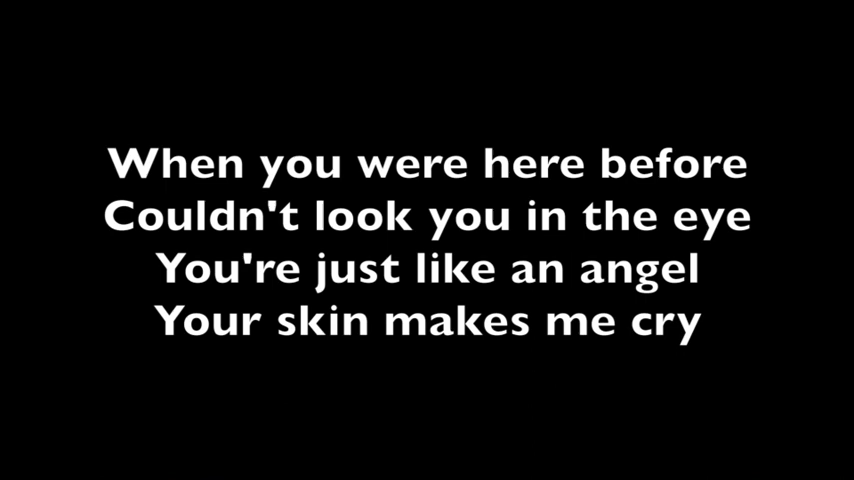 When you were here before
Couldn't look you in the eye
You're just like an angel
Your skin makes me cry